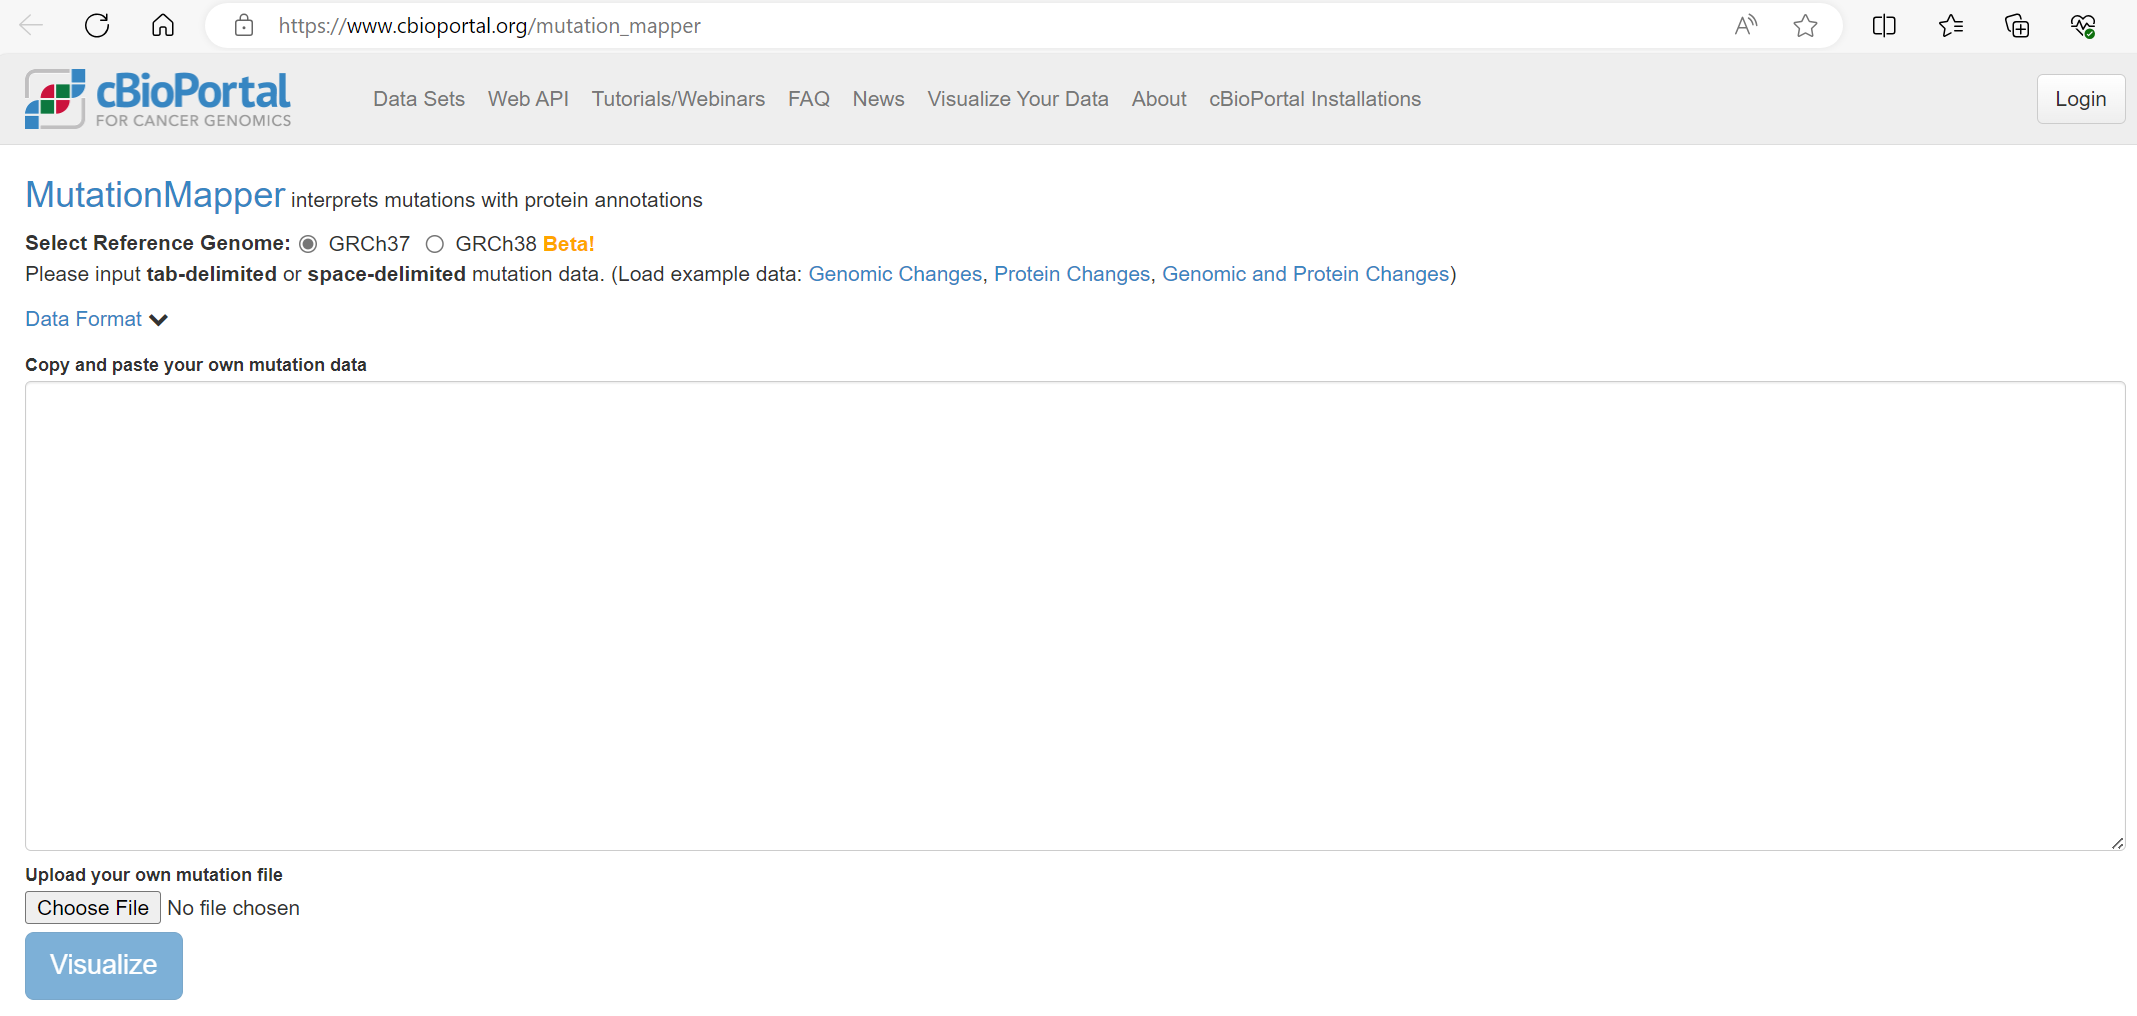 https://www.cbioportal.org/mutation_mapper
cBioPortal
FOR CANCER GENOMICS
Data Sets Web API Tutorials/Webinars FAQ News Visualize Your Data About cBioPortal Installations
Login
MutationMapper interprets mutations with protein annotations
Select Reference Genome: GRCh37 GRCh38 Beta!
Please input tab-delimited or space-delimited mutation data. (Load example data: Genomic Changes, Protein Changes, Genomic and Protein Changes)
Data Format
Copy and paste your own mutation data
Upload your own mutation file
Choose File No file chosen
Visualize